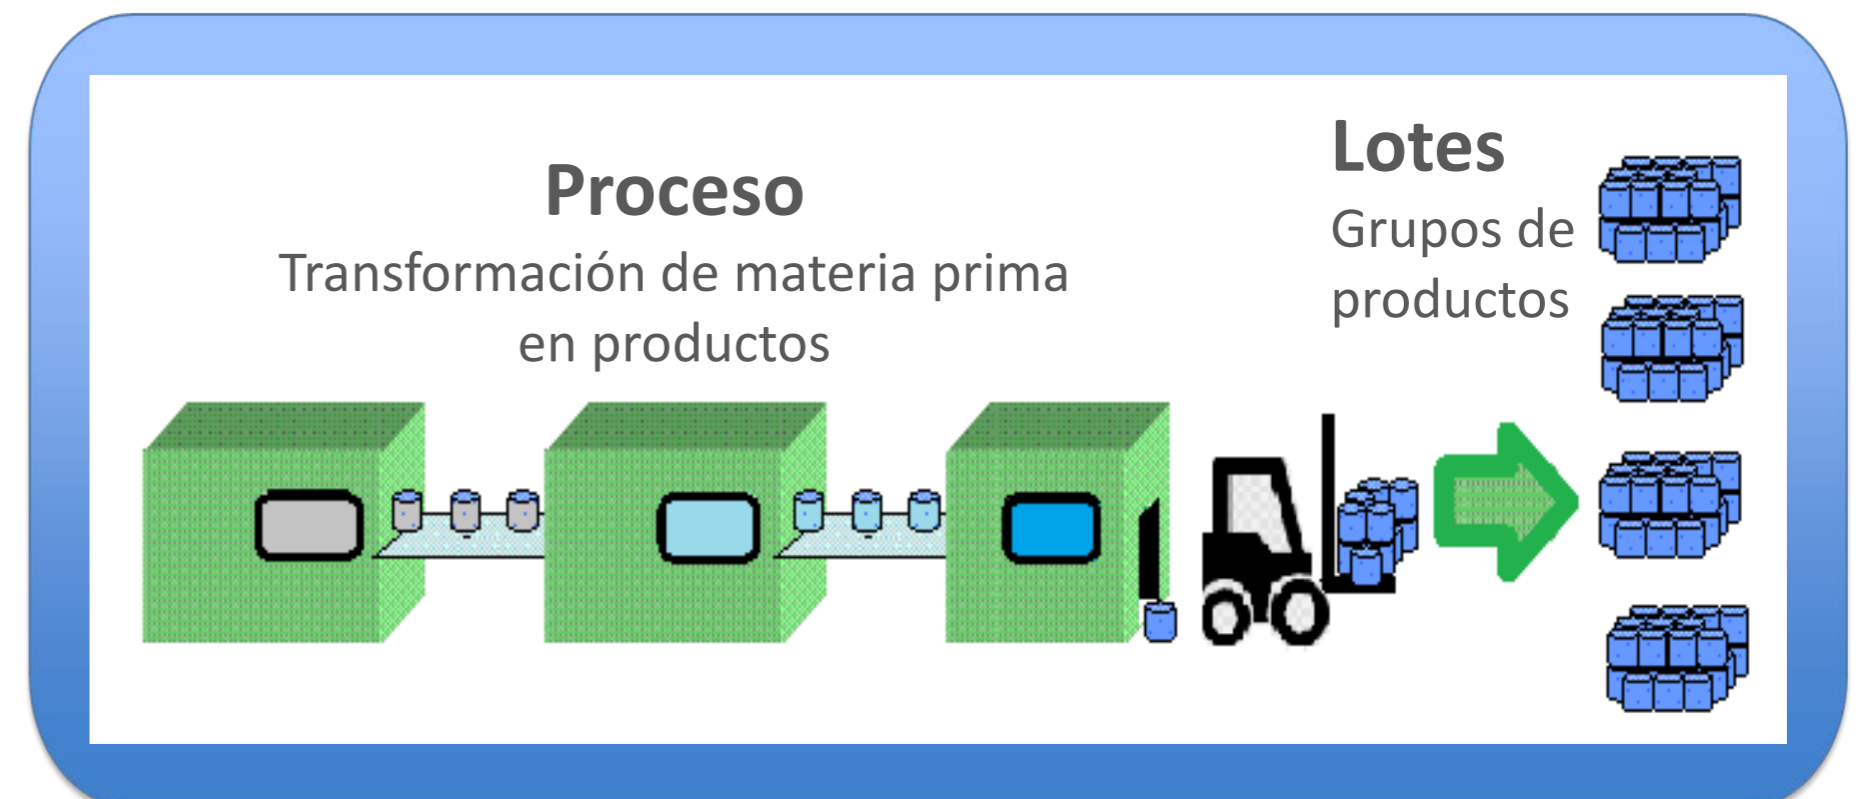 Proceso
Transformación de materia prima
en productos
Lotes
Grupos de
productos